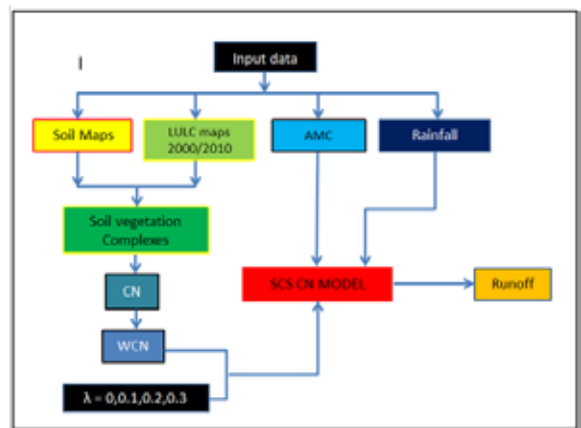 Input data
Soil Maps
LULC maps
2000/2010
AMC
Rainfall
Soil vegetation
Complexes
CN
SCS CN MODEL
Runoff
WCN
λ = 0,0.1,0.2,0.3